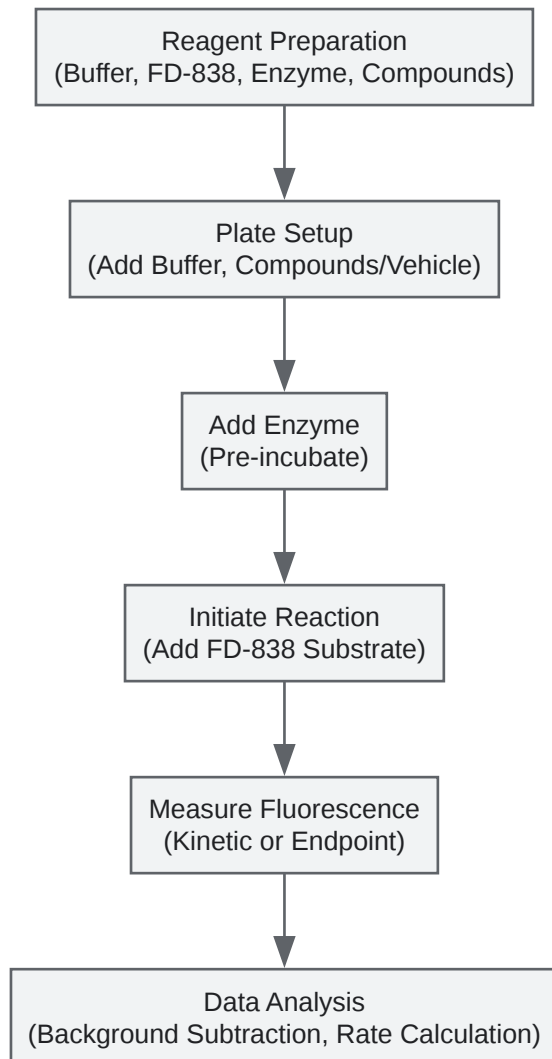 Reagent Preparation
(Buffer, FD-838, Enzyme, Compounds)
Plate Setup
(Add Buffer, Compounds/Vehicle)
Add Enzyme
(Pre-incubate)
Initiate Reaction
(Add FD-838 Substrate)
Measure Fluorescence
(Kinetic or Endpoint)
Data Analysis
(Background Subtraction, Rate Calculation)